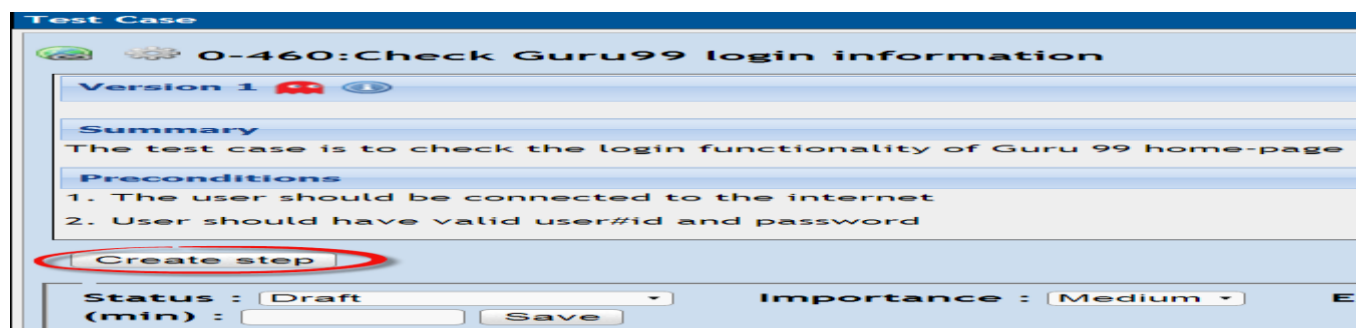 Test Case
0-460:Check Guru99 login information
Version 1
Summary
The test case is to check the login functionality of Guru 99 home-page
Preconditions
1. The user should be connected to the internet
2. User should have valid user#id and password
Create step
Status : Draft Importance : Medium E
(min) : Save